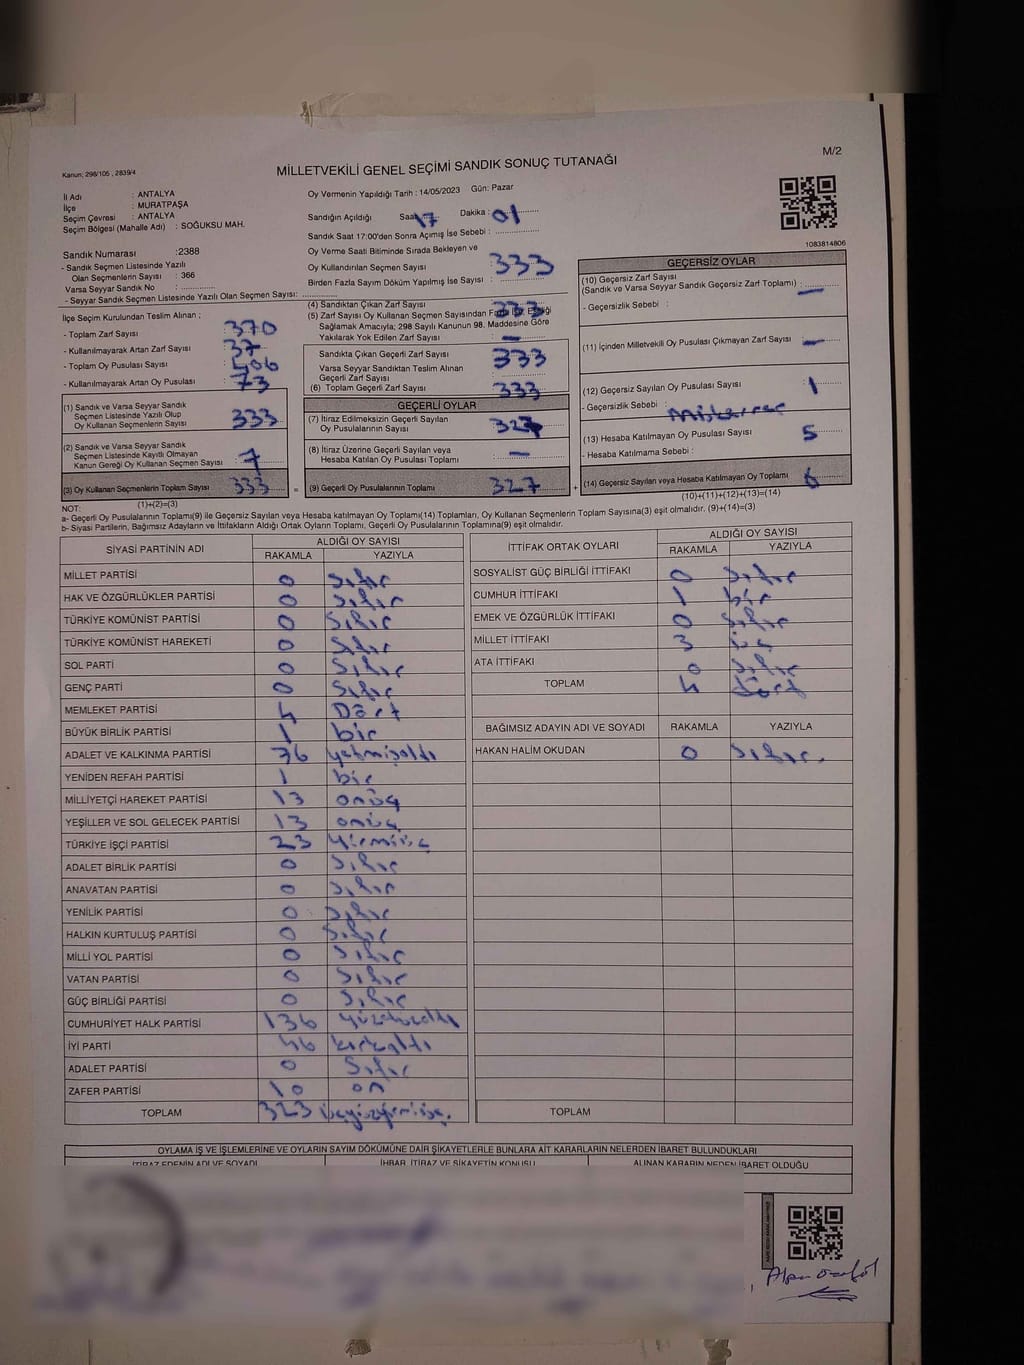 M/2
Kanun; 298/105 , 2839/4
MİLLETVEKİLİ GENEL SEÇİMİ SANDIK SONUÇ TUTANAĞI
İl Adı : ANTALYA
İlçe : MURATPAŞA
Seçim Çevresi : ANTALYA
Seçim Bölgesi (Mahalle Adı) : SOĞUKSU MAH.
Oy Vermenin Yapıldığı Tarih : 14/05/2023 Gün: Pazar
Sandığın Açıldığı Saat 17 Dakika : 01
Sandık Saat 17:00'den Sonra Açımış İse Sebebi :
1083814806
Sandık Numarası :2388
- Sandık Seçmen Listesinde Yazılı
Olan Seçmenlerin Sayısı : 366
Varsa Seyyar Sandık No :
- Seyyar Sandık Seçmen Listesinde Yazılı Olan Seçmen Sayısı:
Oy Verme Saati Bitiminde Sırada Bekleyen ve
Oy Kullandırılan Seçmen Sayısı : 333
Birden Fazla Sayım Döküm Yapılmış İse Sayısı :
İlçe Seçim Kurulundan Teslim Alınan ;
- Toplam Zarf Sayısı : 370
- Kullanılmayarak Artan Zarf Sayısı : 37
- Toplam Oy Pusulası Sayısı : 406
- Kullanılmayarak Artan Oy Pusulası : 73
(1) Sandık ve Varsa Seyyar Sandık
Seçmen Listesinde Yazılı Olup
Oy Kullanan Seçmenlerin Sayısı : 333
(2) Sandık ve Varsa Seyyar Sandık
Seçmen Listesinde Kayıtlı Olmayan
Kanun Gereği Oy Kullanan Seçmen Sayısı :
(3) Oy Kullanan Seçmenlerin Toplam Sayısı 333
(1)+(2)=(3)
(4) Sandıktan Çıkan Zarf Sayısı : 333
(5) Zarf Sayısı Oy Kullanan Seçmen Sayısından Fazla İse, Eşitliği
Sağlamak Amacıyla; 298 Sayılı Kanunun 98. Maddesine Göre
Yakılarak Yok Edilen Zarf Sayısı : —
Sandıkta Çıkan Geçerli Zarf Sayısı : 333
Varsa Seyyar Sandıktan Teslim Alınan
Geçerli Zarf Sayısı :
(6) Toplam Geçerli Zarf Sayısı : 333
GEÇERLİ OYLAR
(7) İtiraz Edilmeksizin Geçerli Sayılan
Oy Pusulalarının Sayısı : 327
(8) İtiraz Üzerine Geçerli Sayılan veya
Hesaba Katılan Oy Pusulası Toplamı : —
= (9) Geçerli Oy Pusulalarının Toplamı 327 +
GEÇERSİZ OYLAR
(10) Geçersiz Zarf Sayısı
(Sandık ve Varsa Seyyar Sandık Geçersiz Zarf Toplamı) : —
- Geçersizlik Sebebi :
(11) İçinden Milletvekili Oy Pusulası Çıkmayan Zarf Sayısı : —
(12) Geçersiz Sayılan Oy Pusulası Sayısı : 1
- Geçersizlik Sebebi :
(13) Hesaba Katılmayan Oy Pusulası Sayısı : 5
- Hesaba Katılmama Sebebi :
(14) Geçersiz Sayılan veya Hesaba Katılmayan Oy Toplamı 6
(10)+(11)+(12)+(13)=(14)
NOT:
a- Geçerli Oy Pusulalarının Toplamı(9) ile Geçersiz Sayılan veya Hesaba Katılmayan Oy Toplamı(14) Toplamları, Oy Kullanan Seçmenlerin Toplam Sayısına(3) eşit olmalıdır. (9)+(14)=(3)
b- Siyasi Partilerin, Bağımsız Adayların ve İttifakların Aldığı Ortak Oyların Toplamı, Geçerli Oy Pusulalarının Toplamına(9) eşit olmalıdır.
SİYASİ PARTİNİN ADI ALDIĞI OY SAYISI
RAKAMLA YAZIYLA
MİLLET PARTİSİ 0 Sıfır
HAK VE ÖZGÜRLÜKLER PARTİSİ 0 Sıfır
TÜRKİYE KOMÜNİST PARTİSİ 0 Sıfır
TÜRKİYE KOMÜNİST HAREKETİ 0 Sıfır
SOL PARTİ 0 Sıfır
GENÇ PARTİ 0 Sıfır
MEMLEKET PARTİSİ 4 Dört
BÜYÜK BİRLİK PARTİSİ 1 bir
ADALET VE KALKINMA PARTİSİ 76 yetmişaltı
YENİDEN REFAH PARTİSİ 1 bir
MİLLİYETÇİ HAREKET PARTİSİ 13 onüç
YEŞİLLER VE SOL GELECEK PARTİSİ 13 onüç
TÜRKİYE İŞÇİ PARTİSİ 23 yirmiüç
ADALET BİRLİK PARTİSİ 0 Sıfır
ANAVATAN PARTİSİ 0 Sıfır
YENİLİK PARTİSİ 0 Sıfır
HALKIN KURTULUŞ PARTİSİ 0 Sıfır
MİLLİ YOL PARTİSİ 0 Sıfır
VATAN PARTİSİ 0 Sıfır
GÜÇ BİRLİĞİ PARTİSİ 0 Sıfır
CUMHURİYET HALK PARTİSİ 136 yüzotuzaltı
İYİ PARTİ 46 kırkaltı
ADALET PARTİSİ 0 Sıfır
ZAFER PARTİSİ 10 on
TOPLAM 323 üçyüzyirmiüç.
İTTİFAK ORTAK OYLARI ALDIĞI OY SAYISI
RAKAMLA YAZIYLA
SOSYALİST GÜÇ BİRLİĞİ İTTİFAKI 0 Sıfır
CUMHUR İTTİFAKI 1 bir
EMEK VE ÖZGÜRLÜK İTTİFAKI 0 Sıfır
MİLLET İTTİFAKI 3 üç
ATA İTTİFAKI 0 Sıfır
TOPLAM 4 Dört
BAĞIMSIZ ADAYIN ADI VE SOYADI RAKAMLA YAZIYLA
HAKAN HALİM OKUDAN 0 Sıfır.
TOPLAM
OYLAMA İŞ VE İŞLEMLERİNE VE OYLARIN SAYIM DÖKÜMÜNE DAİR ŞİKAYETLERLE BUNLARA AİT KARARLARIN NELERDEN İBARET BULUNDUKLARI
İTİRAZ EDENİN ADI VE SOYADI İHBAR, İTİRAZ VE ŞİKAYETİN KONUSU ALINAN KARARIN NEDEN İBARET OLDUĞU